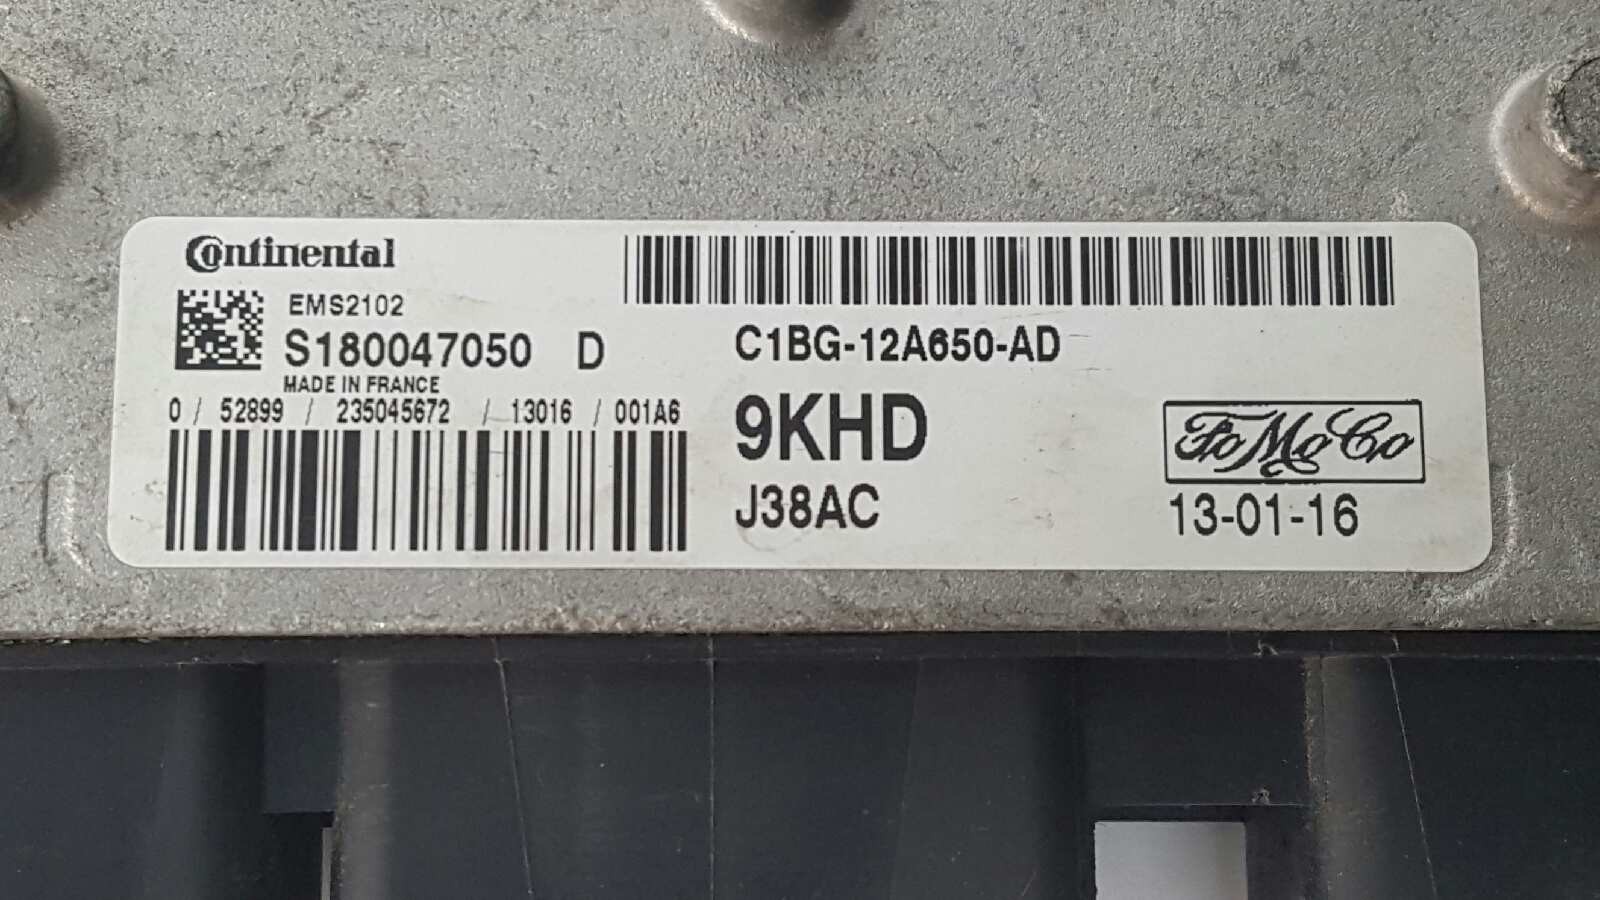 Continental
EMS2102
S180047050 D
MADE IN FRANCE
0 / 52899 / 235045672 / 13016 / 001A6
C1BG-12A650-AD
9KHD
J38AC
FoMoCo
13-01-16